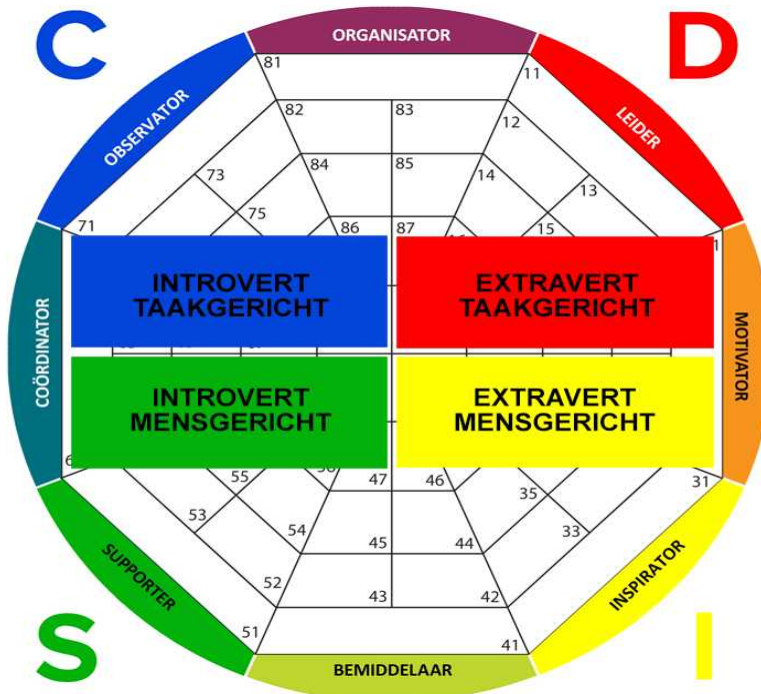 C
D
ORGANISATOR
81
11
OBSERVATOR
LEIDER
82
83
12
84
85
14
73
13
75
86
87
15
71
INTROVERT
TAAKGERICHT
EXTRAVERT
TAAKGERICHT
COÖRDINATOR
MOTIVATOR
INTROVERT
MENSGERICHT
EXTRAVERT
MENSGERICHT
47
46
31
55
35
53
54
45
44
33
SUPPORTER
INSPIRATOR
52
43
42
51
41
S
BEMIDDELAAR
I